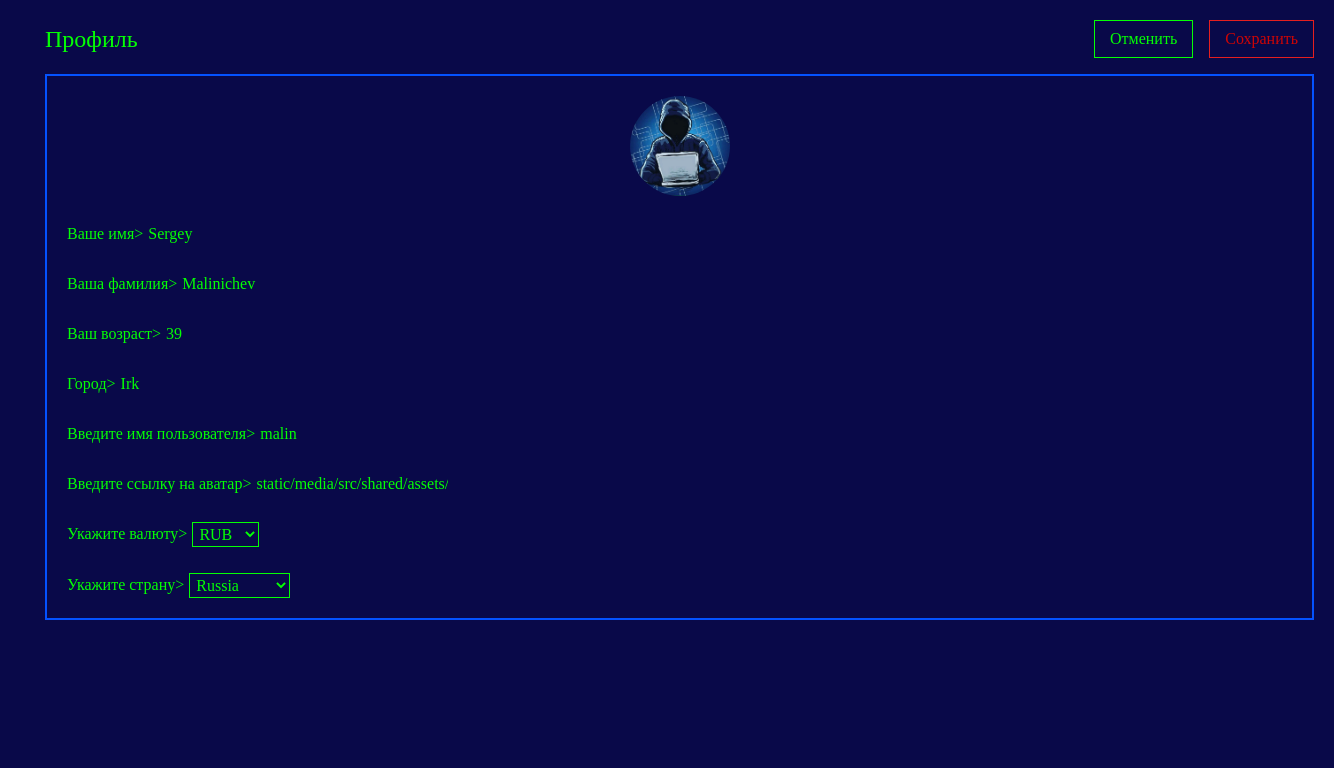 Профиль
Отменить
Сохранить
Ваше имя> Sergey
Ваша фамилия> Malinichev
Ваш возраст> 39
Город> Irk
Введите имя пользователя> malin
Введите ссылку на аватар> static/media/src/shared/assets/
Укажите валюту> RUB
Укажите страну> Russia